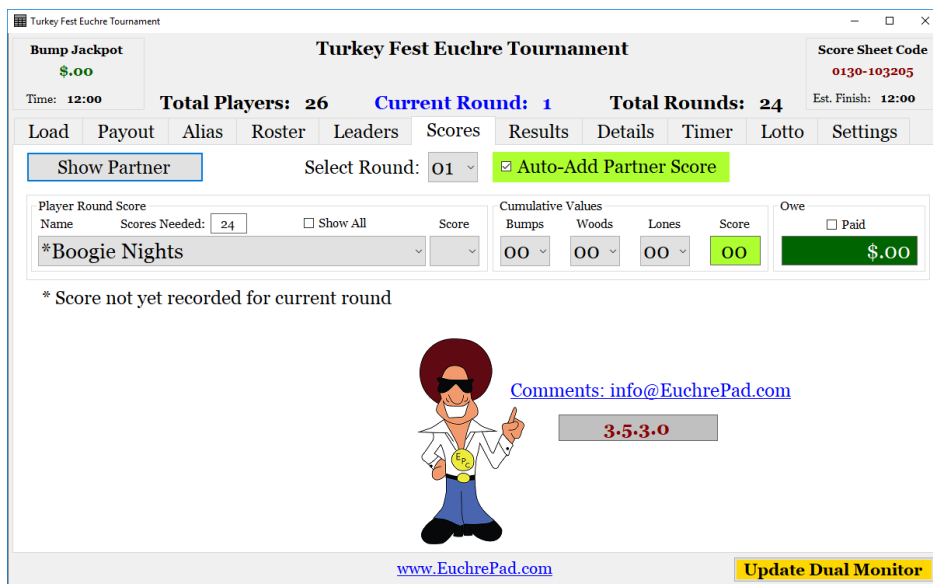 Turkey Fest Euchre Tournament
Bump Jackpot
$.00
Time: 12:00
Turkey Fest Euchre Tournament
Score Sheet Code
0130-103205
Est. Finish: 12:00
Total Players: 26 Current Round: 1 Total Rounds: 24
Load Payout Alias Roster Leaders Scores Results Details Timer Lotto Settings
Show Partner Select Round: 01 Auto-Add Partner Score
Player Round Score Cumulative Values Owe
Name Scores Needed: 24 Show All Score Bumps Woods Lones Score Paid
*Boogie Nights 00 00 00 00 $.00
* Score not yet recorded for current round
Comments: info@EuchrePad.com
3.5.3.0
EPC
www.EuchrePad.com
Update Dual Monitor